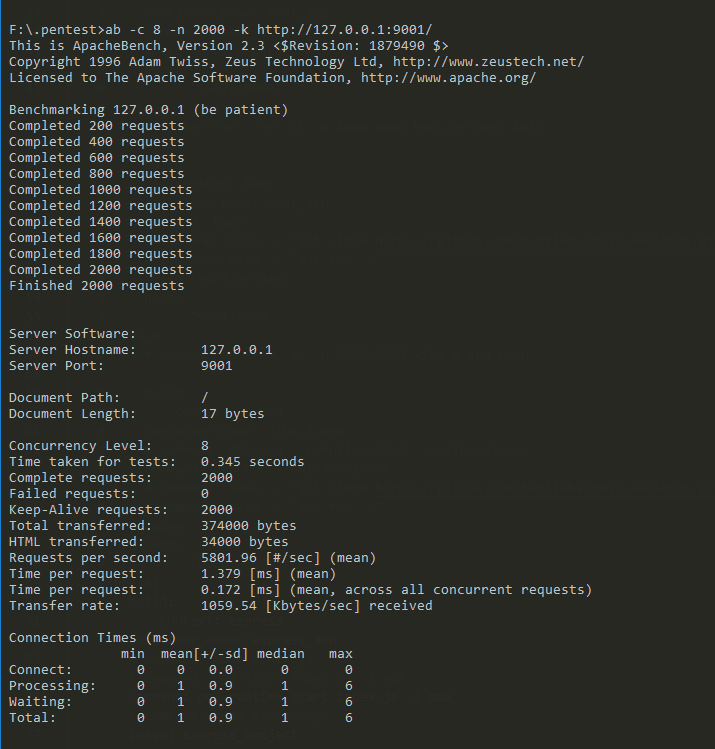 F:\.pentest>ab -c 8 -n 2000 -k http://127.0.0.1:9001/
This is ApacheBench, Version 2.3 <$Revision: 1879490 $>
Copyright 1996 Adam Twiss, Zeus Technology Ltd, http://www.zeustech.net/
Licensed to The Apache Software Foundation, http://www.apache.org/

Benchmarking 127.0.0.1 (be patient)
Completed 200 requests
Completed 400 requests
Completed 600 requests
Completed 800 requests
Completed 1000 requests
Completed 1200 requests
Completed 1400 requests
Completed 1600 requests
Completed 1800 requests
Completed 2000 requests
Finished 2000 requests


Server Software:
Server Hostname:        127.0.0.1
Server Port:            9001

Document Path:          /
Document Length:        17 bytes

Concurrency Level:      8
Time taken for tests:   0.345 seconds
Complete requests:      2000
Failed requests:        0
Keep-Alive requests:    2000
Total transferred:      374000 bytes
HTML transferred:       34000 bytes
Requests per second:    5801.96 [#/sec] (mean)
Time per request:       1.379 [ms] (mean)
Time per request:       0.172 [ms] (mean, across all concurrent requests)
Transfer rate:          1059.54 [Kbytes/sec] received

Connection Times (ms)
              min  mean[+/-sd] median   max
Connect:        0    0   0.0      0       0
Processing:     0    1   0.9      1       6
Waiting:        0    1   0.9      1       6
Total:          0    1   0.9      1       6